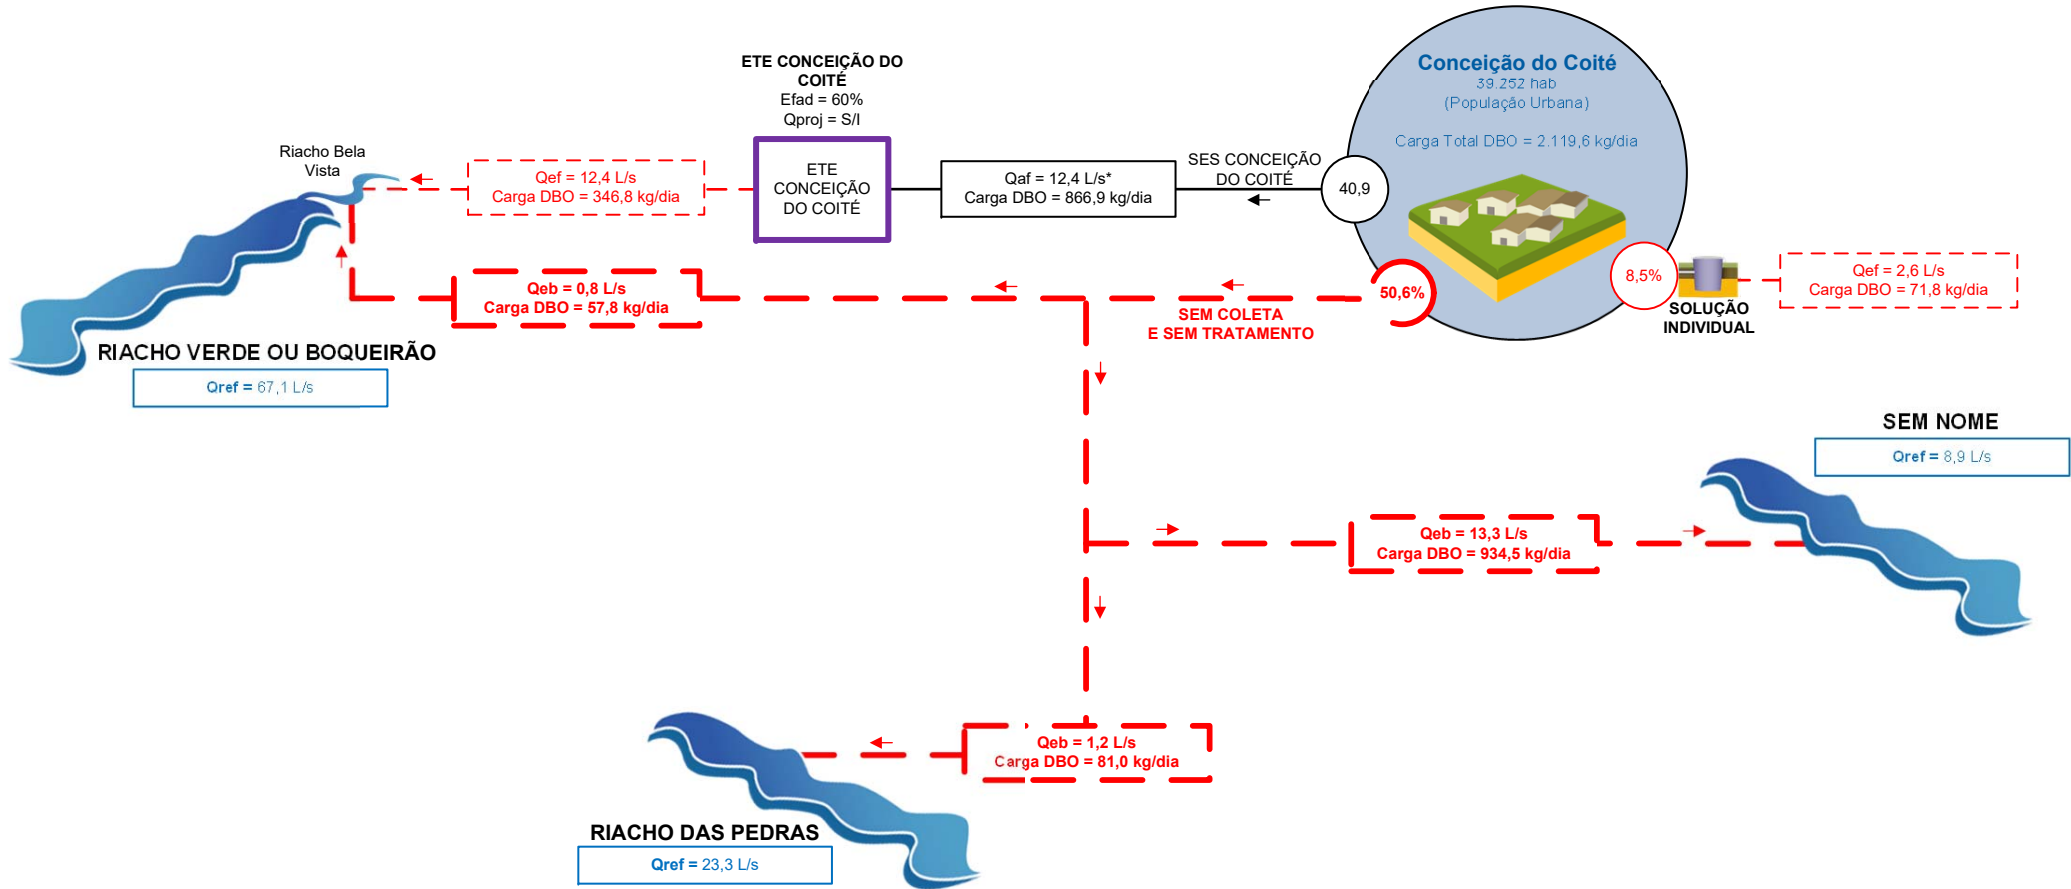 ETE CONCEIÇÃO DO
COITÉ
Efad = 60%
Qproj = S/I
Conceição do Coité
39.252 hab
(População Urbana)
Carga Total DBO = 2.119,6 kg/dia
Riacho Bela
Vista
Qef = 12,4 L/s
Carga DBO = 346,8 kg/dia
ETE
CONCEIÇÃO
DO COITÉ
Qaf = 12,4 L/s*
Carga DBO = 866,9 kg/dia
SES CONCEIÇÃO
DO COITÉ
40,9
8,5%
Qef = 2,6 L/s
Carga DBO = 71,8 kg/dia
SOLUÇÃO
INDIVIDUAL
50,6%
SEM COLETA
E SEM TRATAMENTO
Qeb = 0,8 L/s
Carga DBO = 57,8 kg/dia
RIACHO VERDE OU BOQUEIRÃO
Qref = 67,1 L/s
SEM NOME
Qref = 8,9 L/s
Qeb = 13,3 L/s
Carga DBO = 934,5 kg/dia
Qeb = 1,2 L/s
Carga DBO = 81,0 kg/dia
RIACHO DAS PEDRAS
Qref = 23,3 L/s